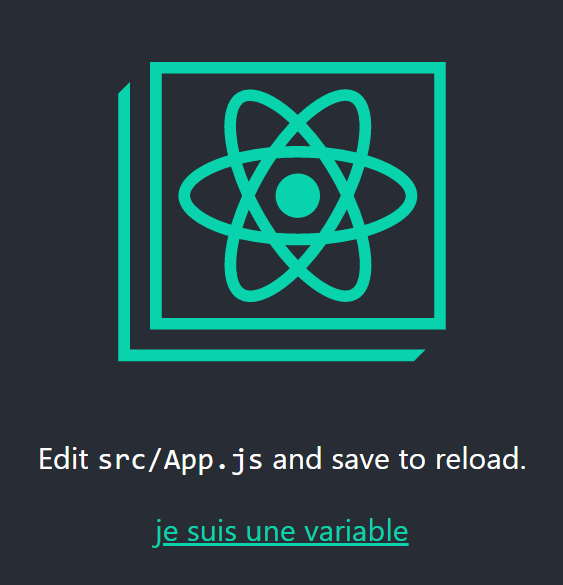 Edit src/App.js and save to reload.
je suis une variable